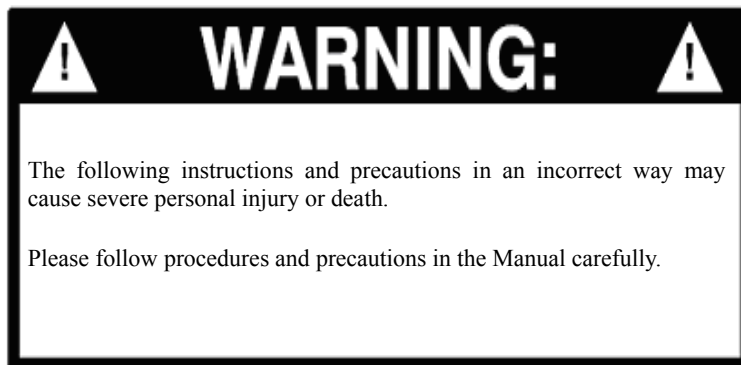 WARNING:
The following instructions and precautions in an incorrect way may
cause severe personal injury or death.
Please follow procedures and precautions in the Manual carefully.